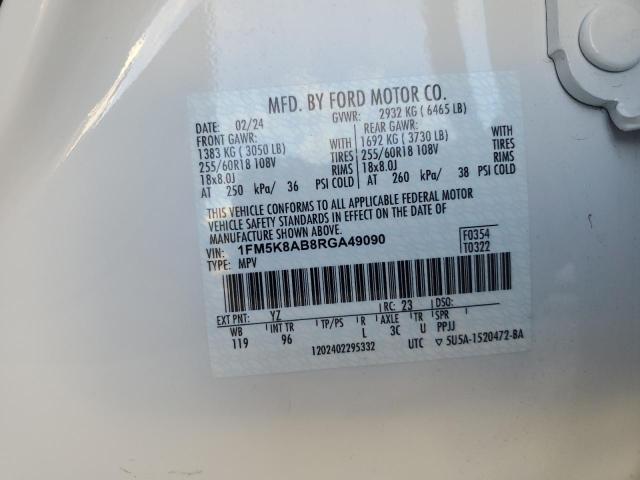 MFD. BY FORD MOTOR CO.
DATE: 02/24 GVWR: 2932 KG ( 6465 LB)
FRONT GAWR: REAR GAWR:
1383 KG ( 3050 LB) 1692 KG ( 3730 LB)
255/60R18 108V TIRES 255/60R18 108V TIRES
18x8.0J RIMS 18x8.0J RIMS
AT 250 kPa/ 36 PSI COLD AT 260 kPa/ 38 PSI COLD
THIS VEHICLE CONFORMS TO ALL APPLICABLE FEDERAL MOTOR
VEHICLE SAFETY STANDARDS IN EFFECT ON THE DATE OF
MANUFACTURE SHOWN ABOVE.
VIN: 1FM5K8AB8RGA49090 F0354
TYPE: MPV T0322
EXT PNT: YZ RC: 23 DSO:
WB INT TR TP/PS R AXLE TR SPR
119 96 L 3C U PPJJ
1202402295332 UTC ▽ 5U5A-1520472-BA